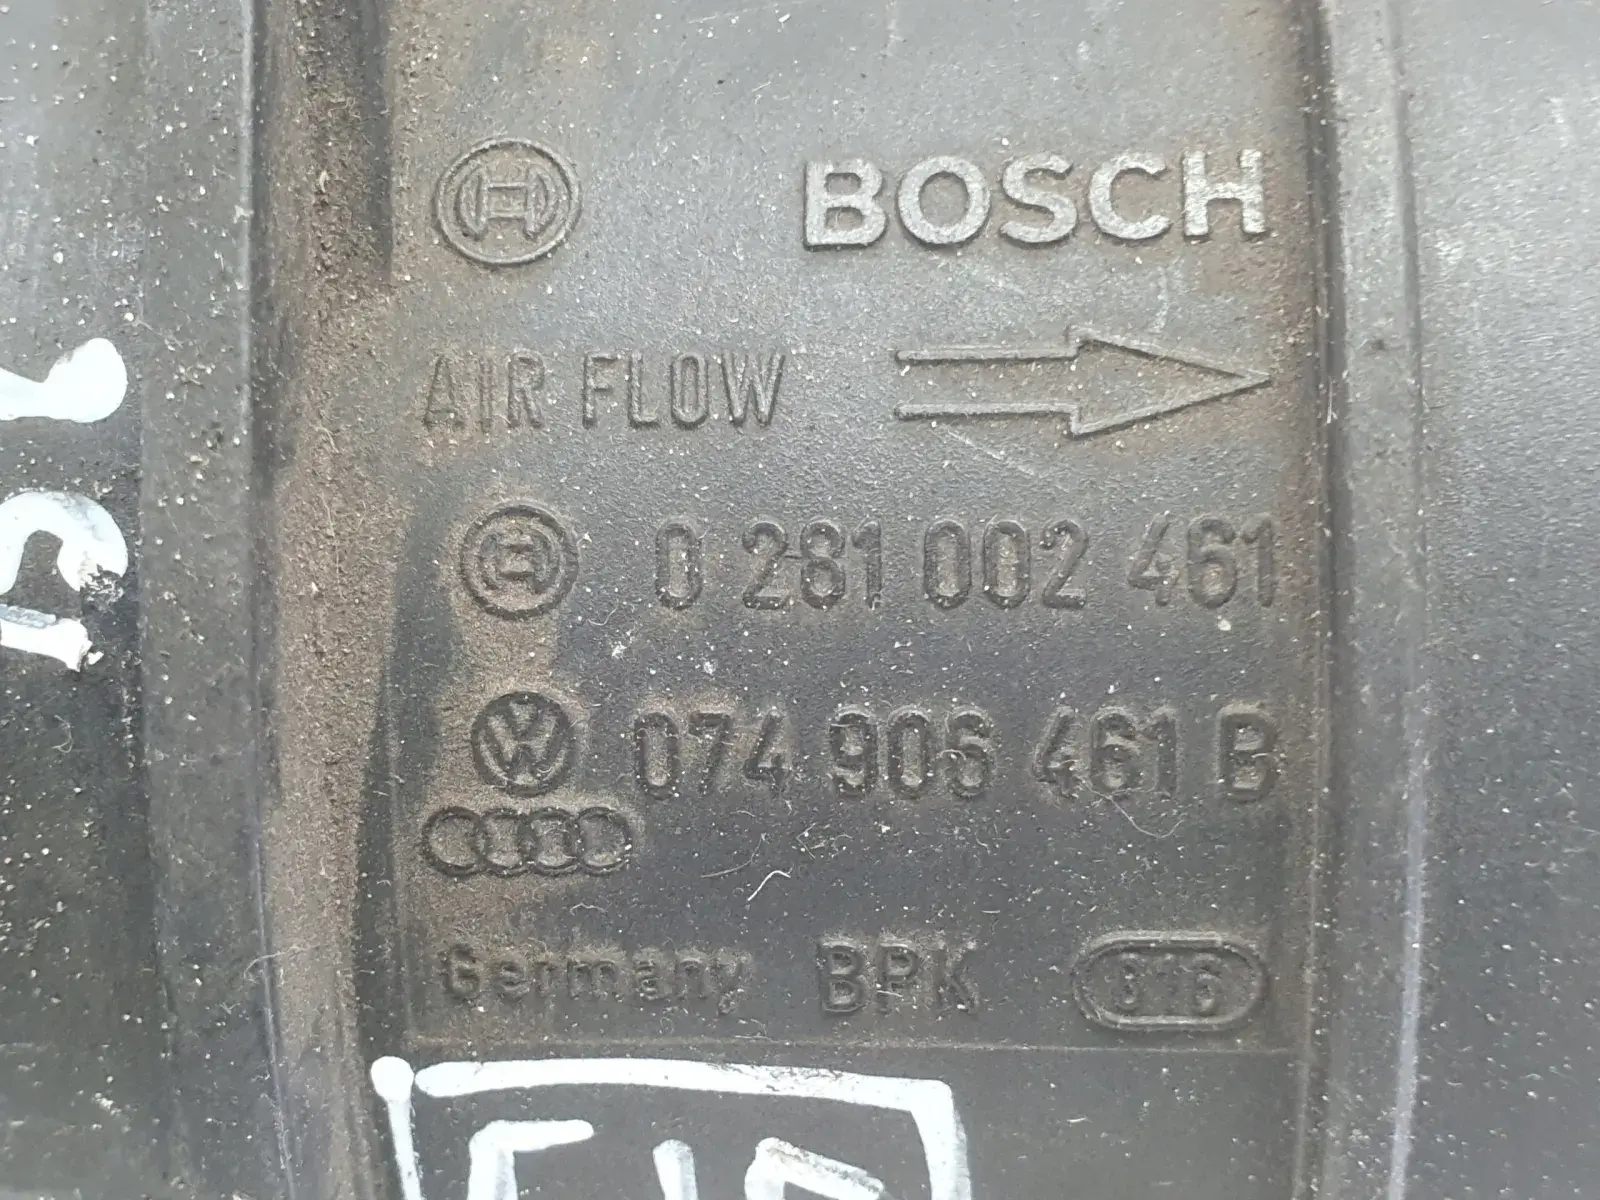 BOSCH
AIR FLOW
0 281 002 461
074 906 461 B
Germany BPK 816